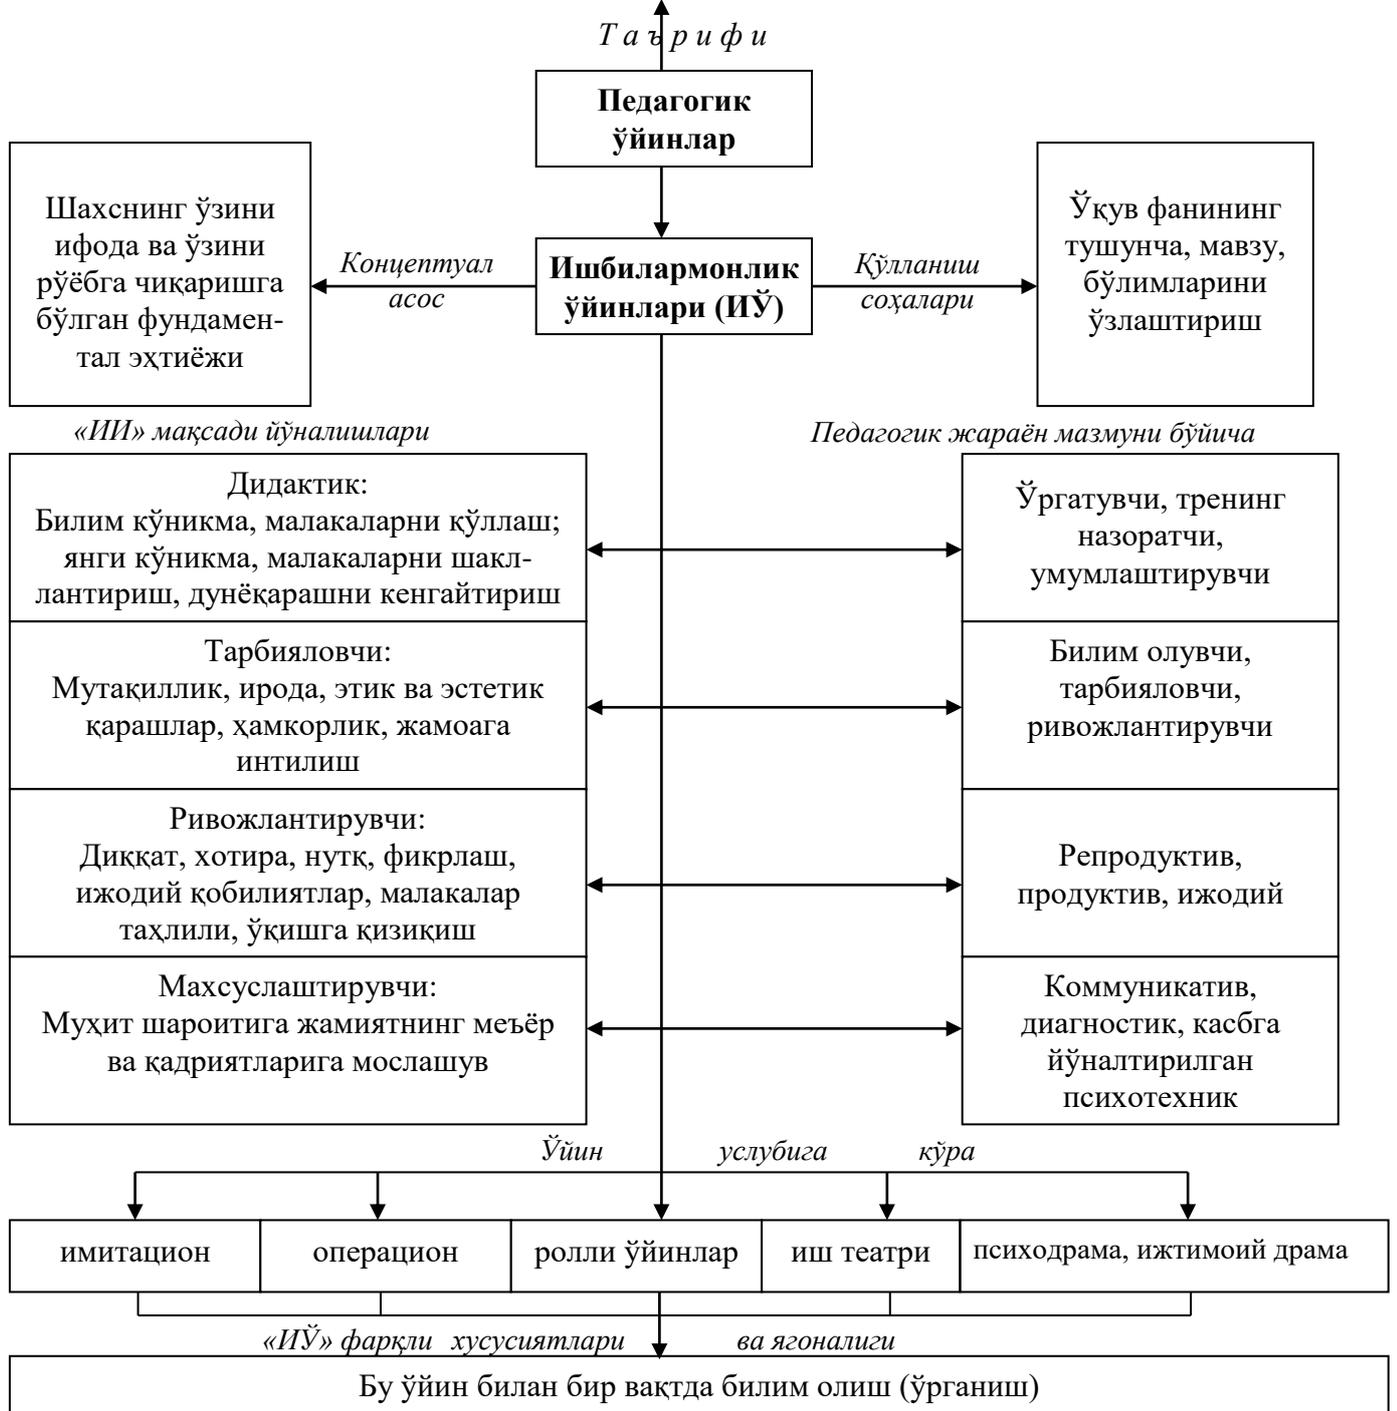 Таърифи
Педагогик
ўйинлар
Шахснинг ўзини
ифода ва ўзини
рўёбга чиқаришга
бўлган фундамен-
тал эҳтиёжи
Концептуал
асос
Ишбилармонлик
ўйинлари (ИЎ)
Қўлланиш
соҳалари
Ўқув фанининг
тушунча, мавзу,
бўлимларини
ўзлаштириш
«ИИ» мақсади йўналишлари
Педагогик жараён мазмуни бўйича
Дидактик:
Билим кўникма, малакаларни қўллаш;
янги кўникма, малакаларни шакл-
лантириш, дунёқарашни кенгайтириш
Ўргатувчи, тренинг
назоратчи,
умумлаштирувчи
Тарбияловчи:
Мутақиллик, ирода, этик ва эстетик
қарашлар, ҳамкорлик, жамоага
интилиш
Билим олувчи,
тарбияловчи,
ривожлантирувчи
Ривожлантирувчи:
Диққат, хотира, нутқ, фикрлаш,
ижодий қобилиятлар, малакалар
таҳлили, ўқишга қизиқиш
Репродуктив,
продуктив, ижодий
Махсуслаштирувчи:
Муҳит шароитига жамиятнинг меъёр
ва қадриятларига мослашув
Коммуникатив,
диагностик, касбга
йўналтирилган
психотехник
Ўйин услубига кўра
имитацион
операцион
ролли ўйинлар
иш театри
психодрама, ижтимоий драма
«ИЎ» фарқли хусусиятлари ва ягоналиги
Бу ўйин билан бир вақтда билим олиш (ўрганиш)